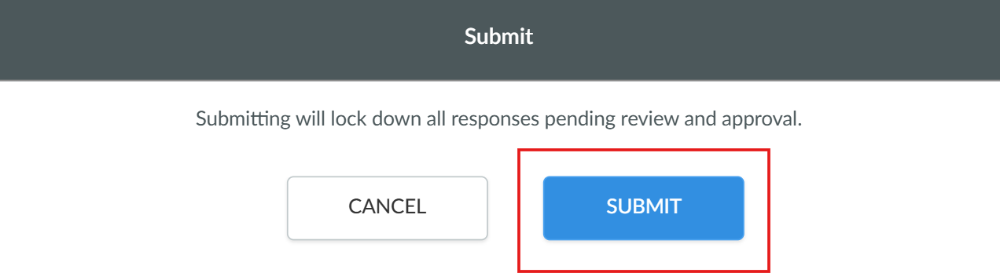 Submit
Submitting will lock down all responses pending review and approval.
CANCEL
SUBMIT